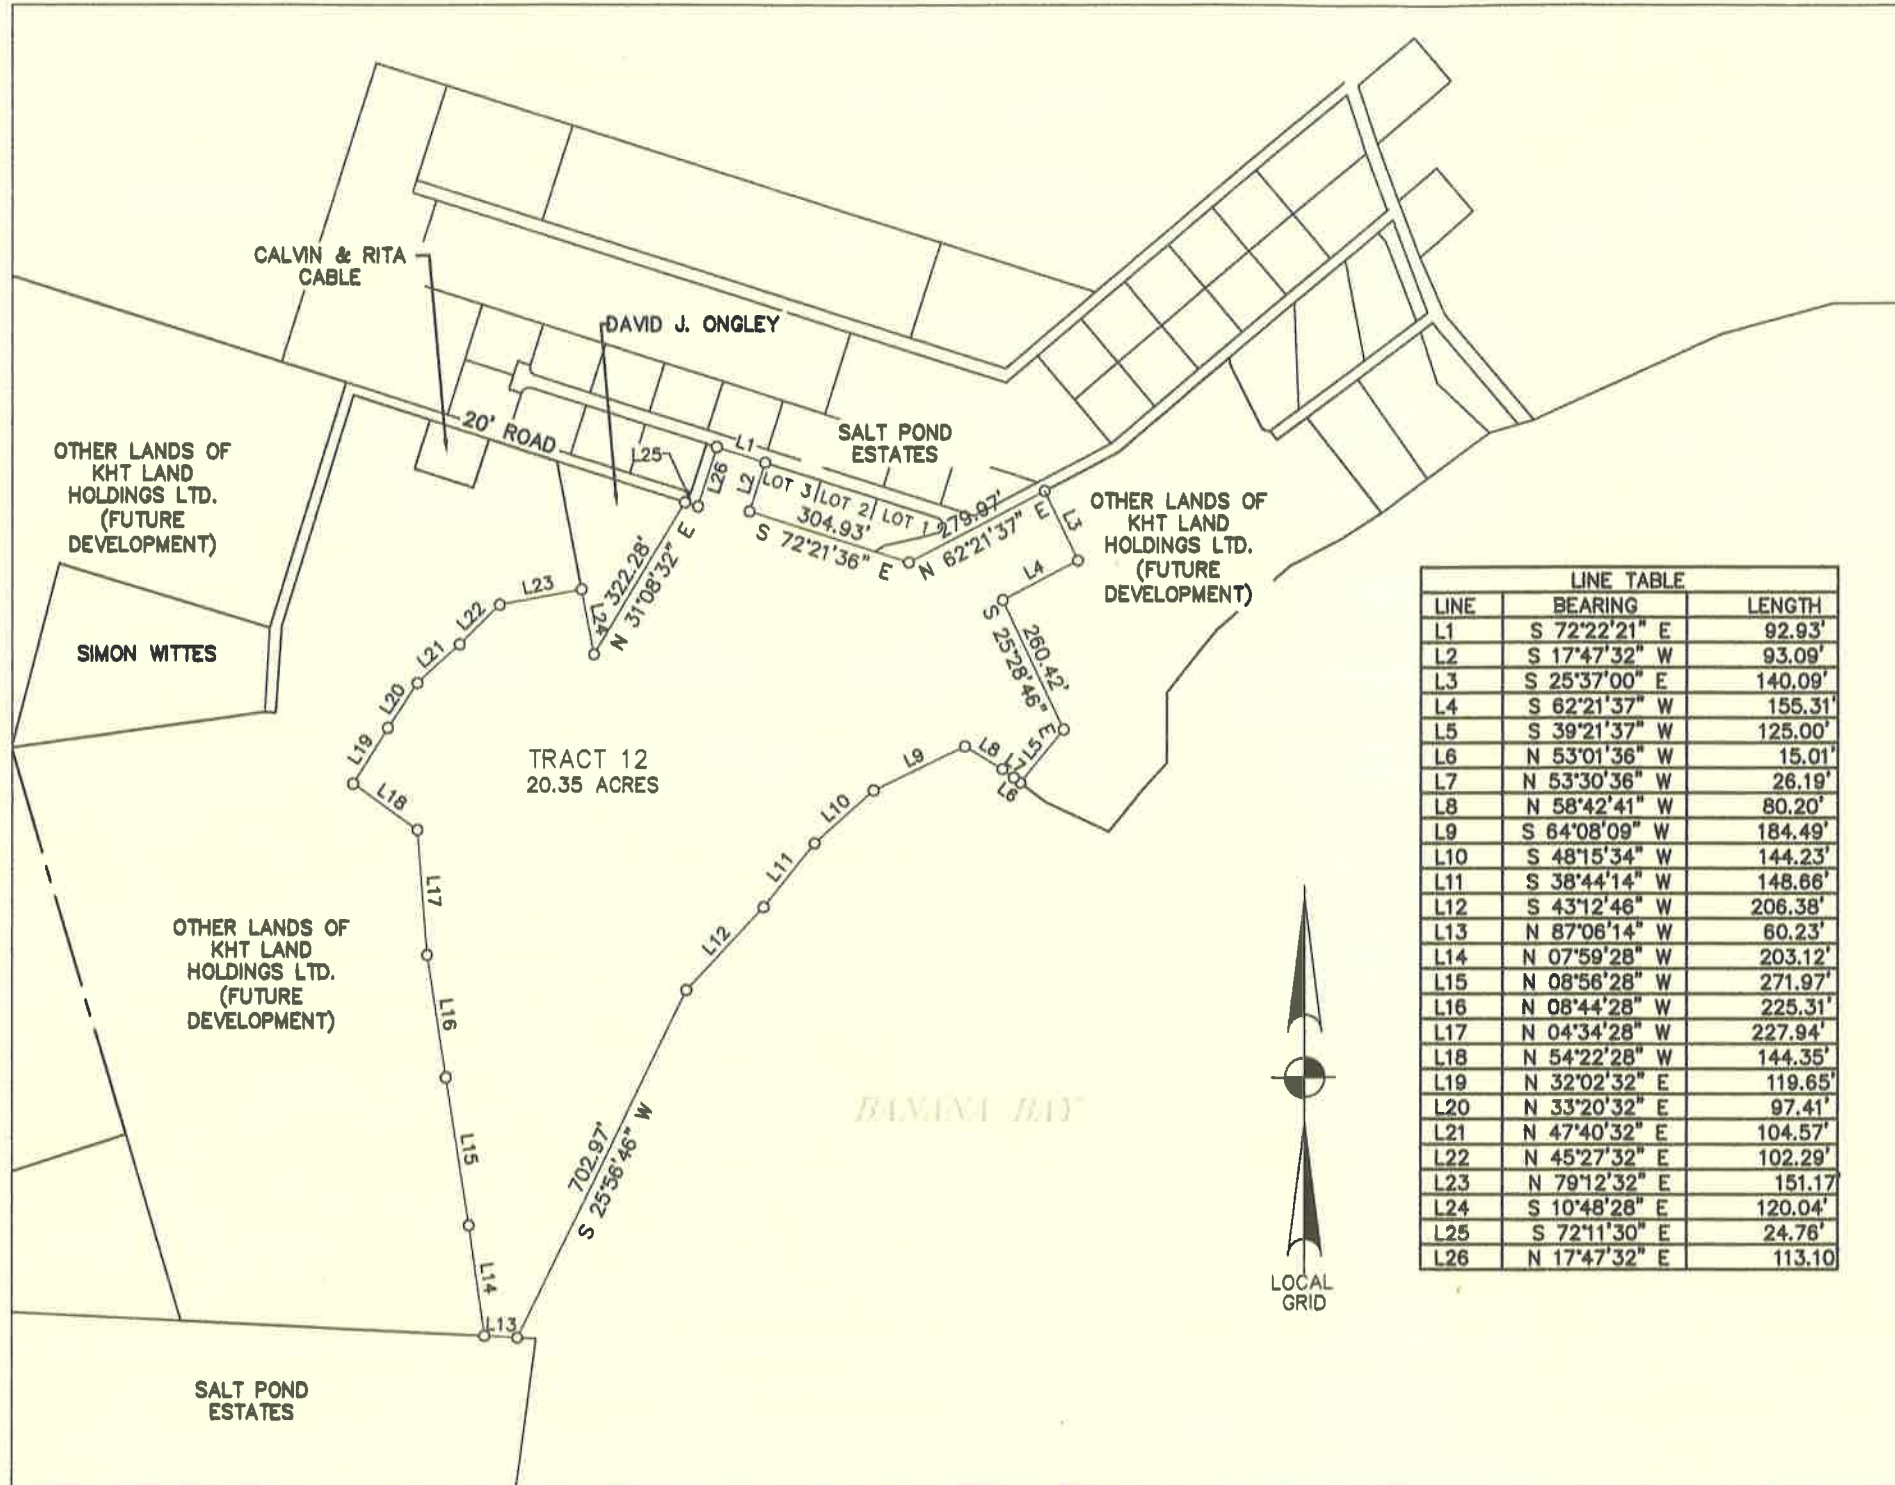 CALVIN & RITA
CABLE
DAVID J. ONGLEY
20' ROAD
OTHER LANDS OF
KHT LAND
HOLDINGS LTD.
(FUTURE
DEVELOPMENT)
L25
L26
L1
L2
SALT POND
ESTATES
LOT 3
LOT 2
LOT 1
304.93'
S 72°21'36" E
279.97'
N 62°21'37" E
L3
OTHER LANDS OF
KHT LAND
HOLDINGS LTD.
(FUTURE
DEVELOPMENT)
L4
260.42'
S 25°28'46" E
322.28'
N 31°08'32" E
L24
L23
L22
L21
L20
L19
L18
SIMON WITTES
TRACT 12
20.35 ACRES
L5
L7
L6
L8
L9
L10
L11
L12
L17
L16
L15
L14
L13
OTHER LANDS OF
KHT LAND
HOLDINGS LTD.
(FUTURE
DEVELOPMENT)
702.97'
S 25°56'46" W
BANANA BAY
SALT POND
ESTATES
LOCAL
GRID
LINE TABLE
LINE BEARING LENGTH
L1 S 72°22'21" E 92.93'
L2 S 17°47'32" W 93.09'
L3 S 25°37'00" E 140.09'
L4 S 62°21'37" W 155.31'
L5 S 39°21'37" W 125.00'
L6 N 53°01'36" W 15.01'
L7 N 53°30'36" W 26.19'
L8 N 58°42'41" W 80.20'
L9 S 64°08'09" W 184.49'
L10 S 48°15'34" W 144.23'
L11 S 38°44'14" W 148.66'
L12 S 43°12'46" W 206.38'
L13 N 87°06'14" W 60.23'
L14 N 07°59'28" W 203.12'
L15 N 08°56'28" W 271.97'
L16 N 08°44'28" W 225.31'
L17 N 04°34'28" W 227.94'
L18 N 54°22'28" W 144.35'
L19 N 32°02'32" E 119.65'
L20 N 33°20'32" E 97.41'
L21 N 47°40'32" E 104.57'
L22 N 45°27'32" E 102.29'
L23 N 79°12'32" E 151.17
L24 S 10°48'28" E 120.04'
L25 S 72°11'30" E 24.76'
L26 N 17°47'32" E 113.10